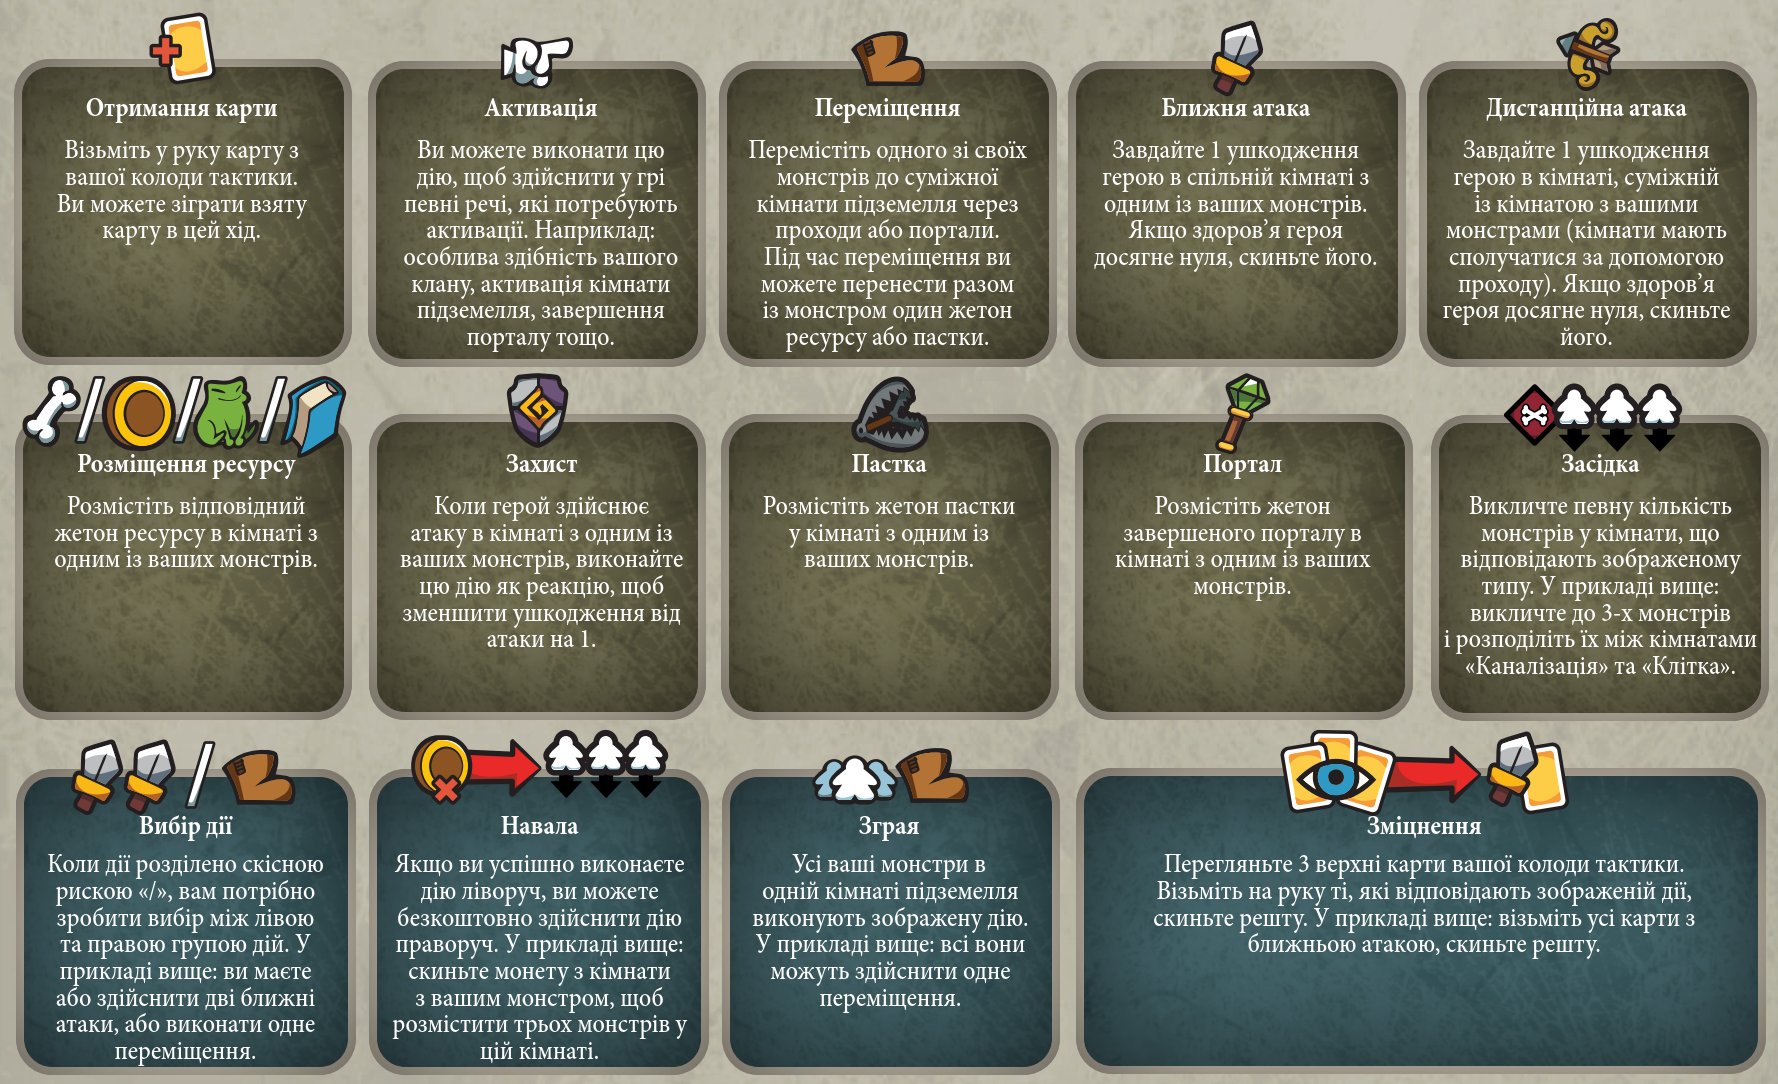 Отримання карти
Візьміть у руку карту з
вашої колоди тактики.
Ви можете зіграти взяту
карту в цей хід.
Активація
Ви можете виконати цю
дію, щоб здійснити у грі
певні речі, які потребують
активації. Наприклад:
особлива здібність вашого
клану, активація кімнати
підземелля, завершення
порталу тощо.
Переміщення
Перемістіть одного зі своїх
монстрів до суміжної
кімнати підземелля через
проходи або портали.
Під час переміщення ви
можете перенести разом
із монстром один жетон
ресурсу або пастки.
Ближня атака
Завдайте 1 ушкодження
герою в спільній кімнаті з
одним із ваших монстрів.
Якщо здоров’я героя
досягне нуля, скиньте його.
Дистанційна атака
Завдайте 1 ушкодження
герою в кімнаті, суміжній
із кімнатою з вашими
монстрами (кімнати мають
сполучатися за допомогою
проходу). Якщо здоров’я
героя досягне нуля, скиньте
його.
Розміщення ресурсу
Розмістіть відповідний
жетон ресурсу в кімнаті з
одним із ваших монстрів.
Захист
Коли герой здійснює
атаку в кімнаті з одним із
ваших монстрів, виконайте
цю дію як реакцію, щоб
зменшити ушкодження від
атаки на 1.
Пастка
Розмістіть жетон пастки
у кімнаті з одним із
ваших монстрів.
Портал
Розмістіть жетон
завершеного порталу в
кімнаті з одним із ваших
монстрів.
Засідка
Викличте певну кількість
монстрів у кімнати, що
відповідають зображеному
типу. У прикладі вище:
викличте до 3-х монстрів
і розподіліть їх між кімнатами
«Каналізація» та «Клітка».
Вибір дії
Коли дії розділено скісною
рискою «/», вам потрібно
зробити вибір між лівою
та правою групою дій. У
прикладі вище: ви маєте
або здійснити дві ближні
атаки, або виконати одне
переміщення.
Навала
Якщо ви успішно виконаєте
дію ліворуч, ви можете
безкоштовно здійснити дію
праворуч. У прикладі вище:
скиньте монету з кімнати
з вашим монстром, щоб
розмістити трьох монстрів у
цій кімнаті.
Зграя
Усі ваші монстри в
одній кімнаті підземелля
виконують зображену дію.
У прикладі вище: всі вони
можуть здійснити одне
переміщення.
Зміцнення
Перегляньте 3 верхні карти вашої колоди тактики.
Візьміть на руку ті, які відповідають зображеній дії,
скиньте решту. У прикладі вище: візьміть усі карти з
ближньою атакою, скиньте решту.